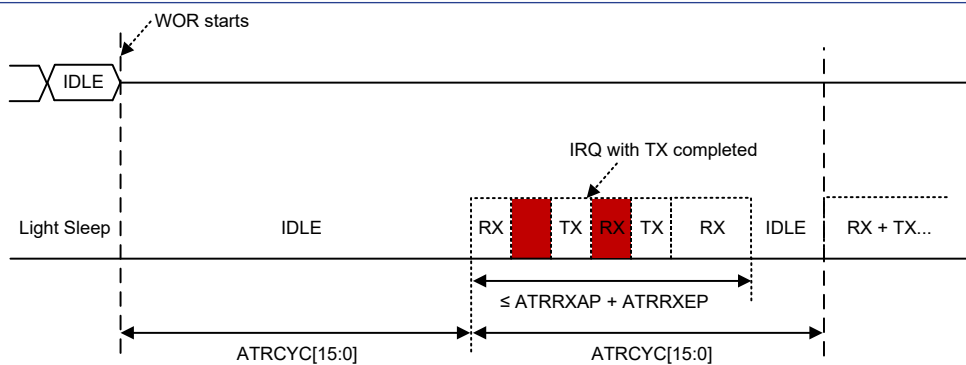 WOR starts
IDLE
IRQ with TX completed
Light Sleep IDLE RX TX RX TX RX IDLE RX + TX...
≤ ATRRXAP + ATRRXEP
ATRCYC[15:0] ATRCYC[15:0]